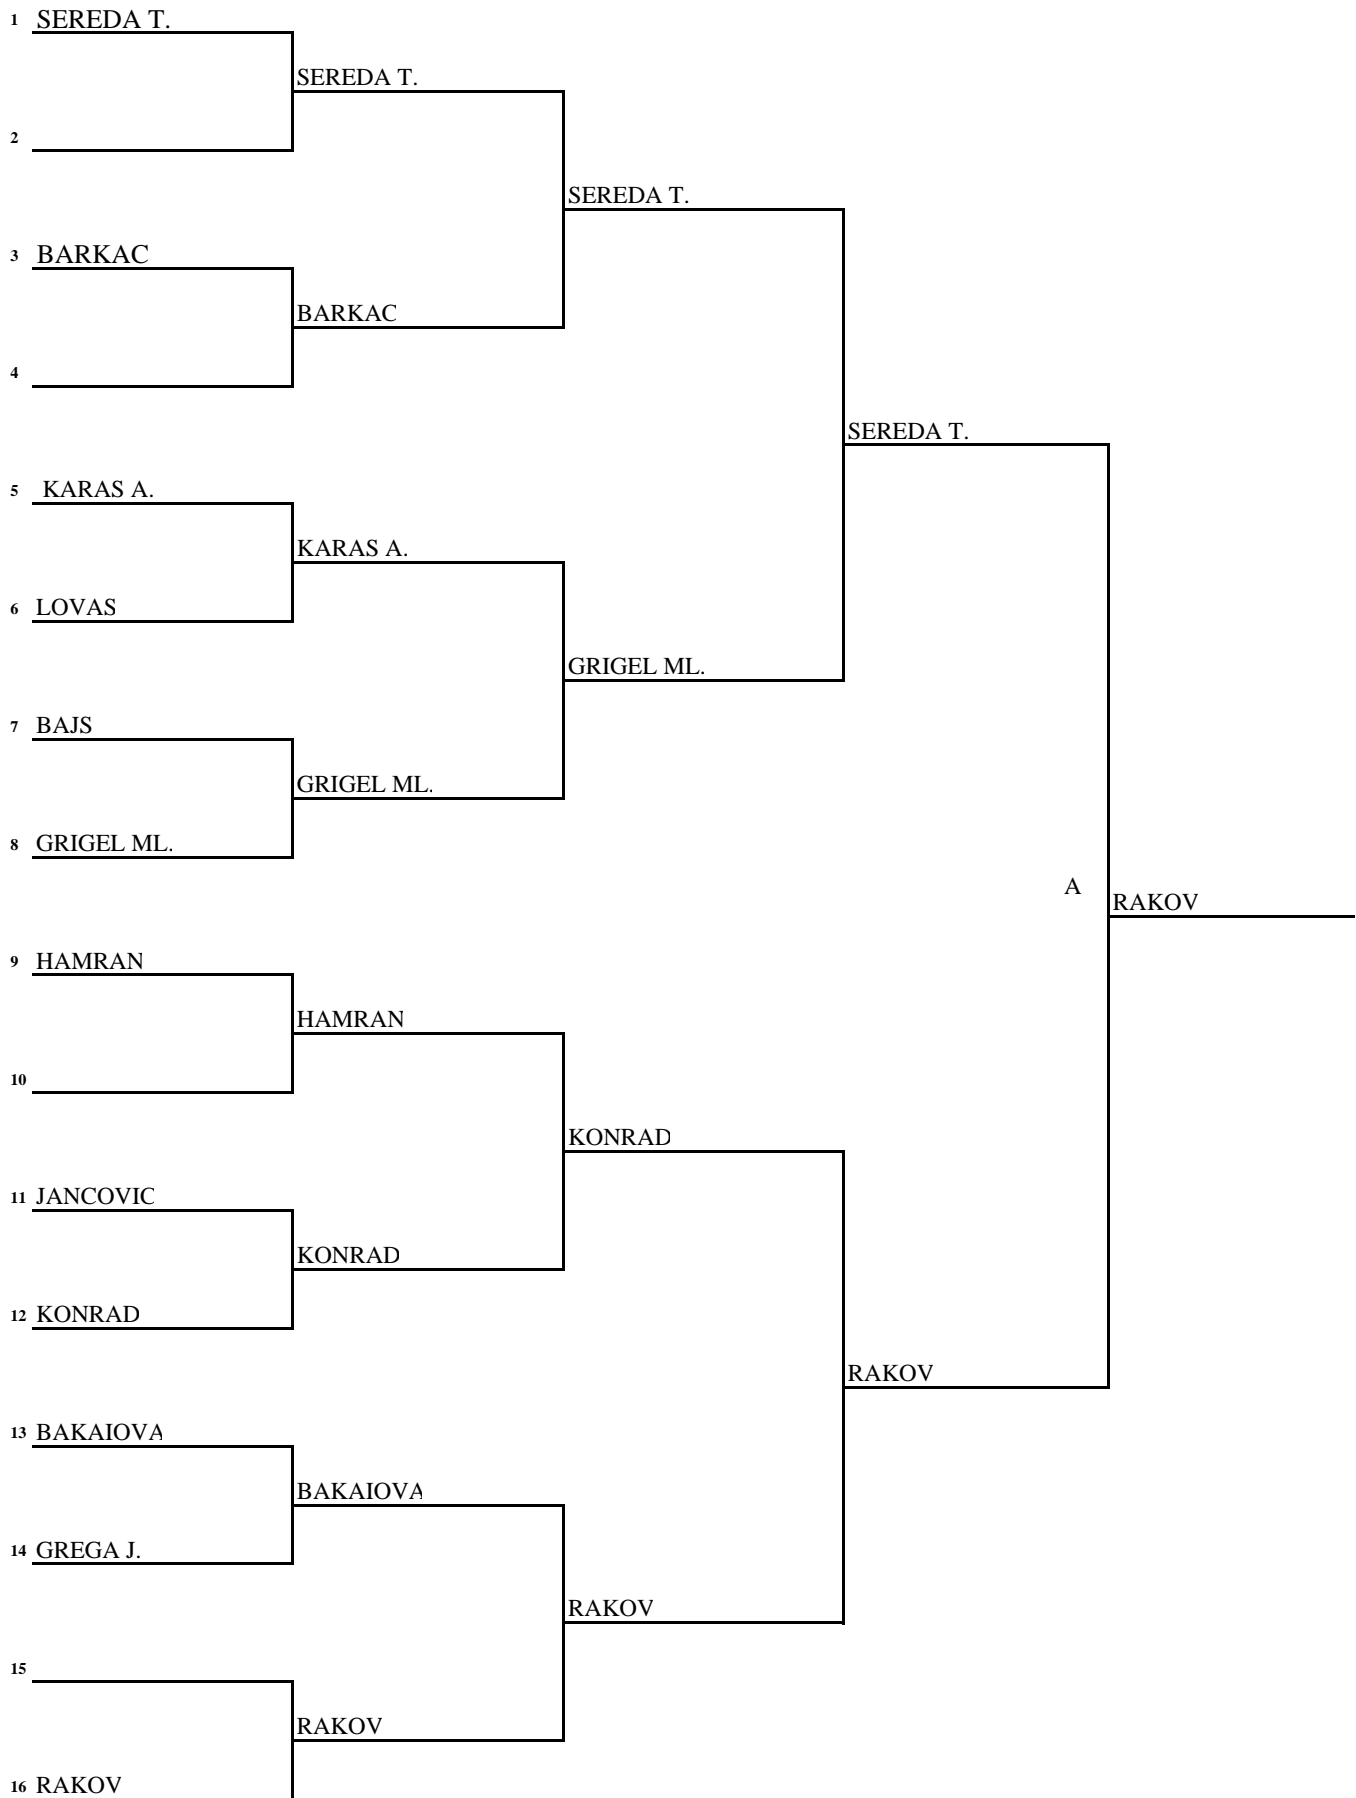 1 SEREDA T.
SEREDA T.
2
SEREDA T.
3 BARKAC
BARKAC
4
SEREDA T.
5 KARAS A.
KARAS A.
6 LOVAS
GRIGEL ML.
7 BAJS
GRIGEL ML.
8 GRIGEL ML.
A
RAKOV
9 HAMRAN
HAMRAN
10
KONRAD
11 JANCOVIC
KONRAD
12 KONRAD
RAKOV
13 BAKAIOVA
BAKAIOVA
14 GREGA J.
RAKOV
15
RAKOV
16 RAKOV